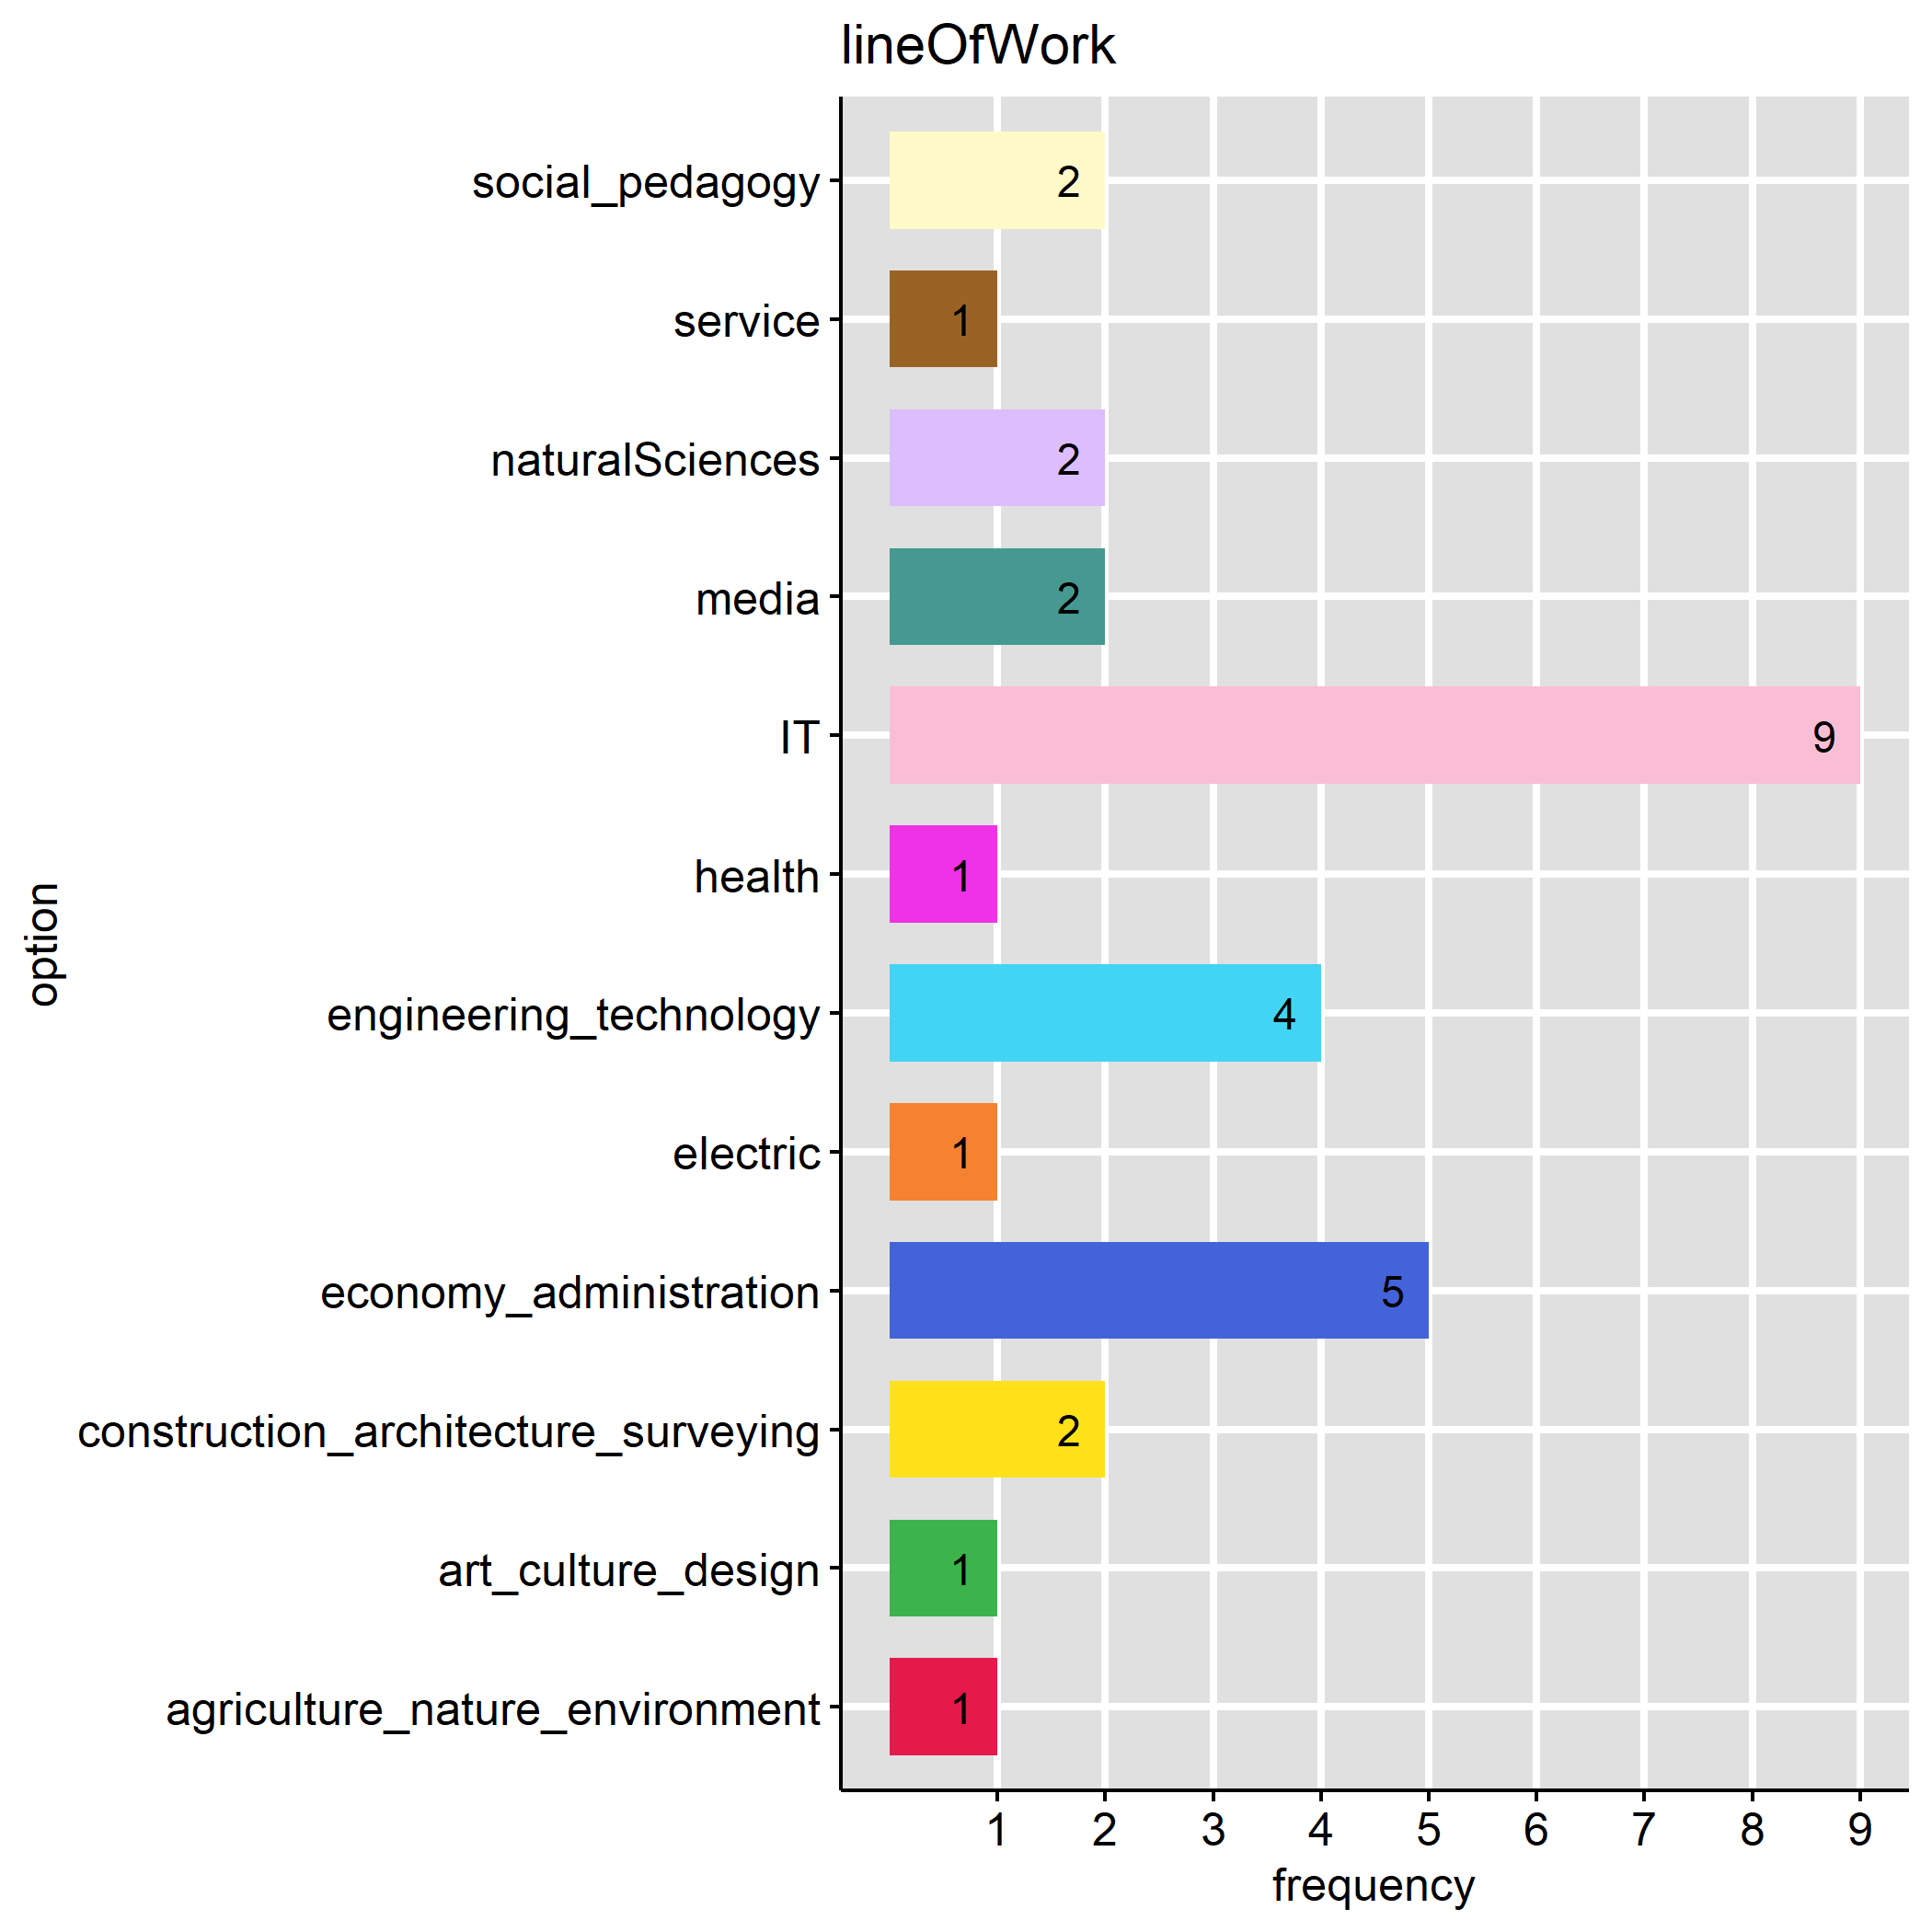 lineOfWork
social_pedagogy 2
service 1
naturalSciences 2
media 2
IT 9
health 1
engineering_technology 4
electric 1
economy_administration 5
construction_architecture_surveying 2
art_culture_design 1
agriculture_nature_environment 1
option
1 2 3 4 5 6 7 8 9
frequency